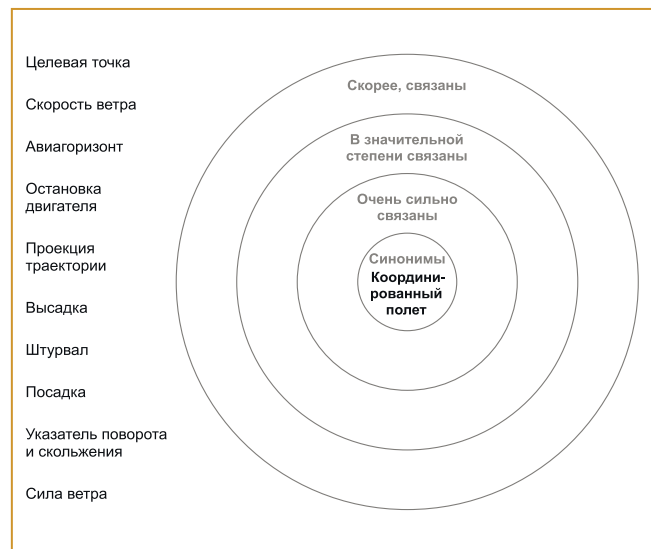 Целевая точка
Скорость ветра
Авиагоризонт
Остановка
двигателя
Проекция
траектории
Высадка
Штурвал
Посадка
Указатель поворота
и скольжения
Сила ветра
Скорее, связаны
В значительной
степени связаны
Очень сильно
связаны
Синонимы
Координи-
рованный
полет